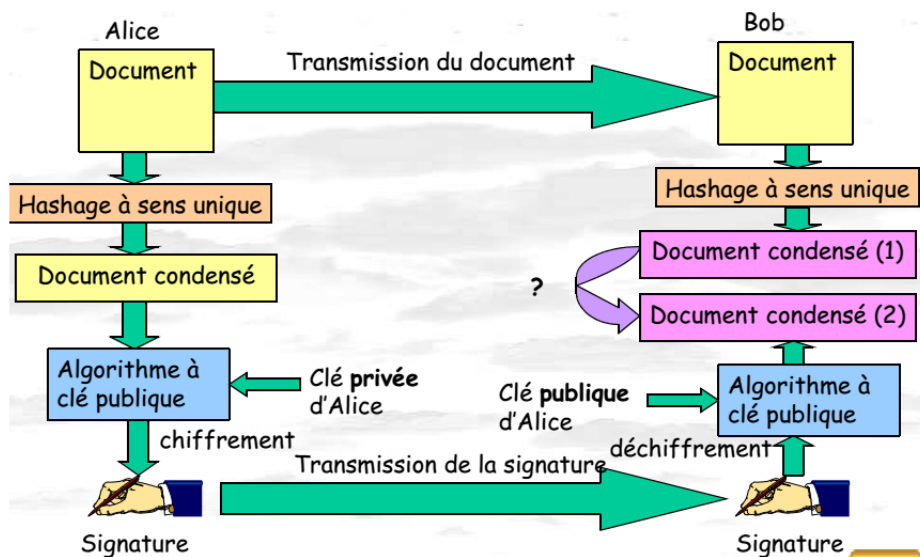 Alice
Bob
Document
Transmission du document
Document
Hashage à sens unique
Hashage à sens unique
Document condensé
Document condensé (1)
?
Document condensé (2)
Algorithme à
clé publique
Clé privée
d'Alice
Clé publique
d'Alice
Algorithme à
clé publique
chiffrement
déchiffrement
Transmission de la signature
Signature
Signature